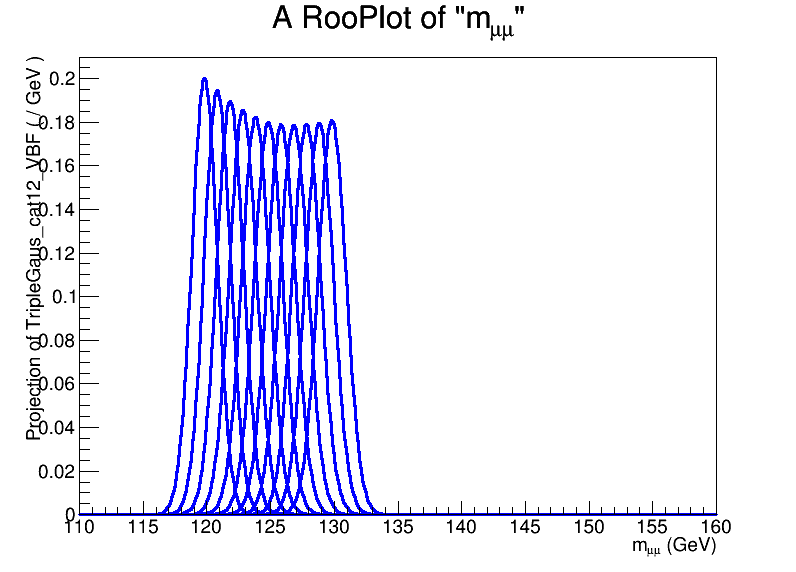 A RooPlot of "mμμ"
Projection of TripleGaus_cat12_VBF ( / GeV )
0.2
0.18
0.16
0.14
0.12
0.1
0.08
0.06
0.04
0.02
0
110 115 120 125 130 135 140 145 150 155 160
mμμ (GeV)